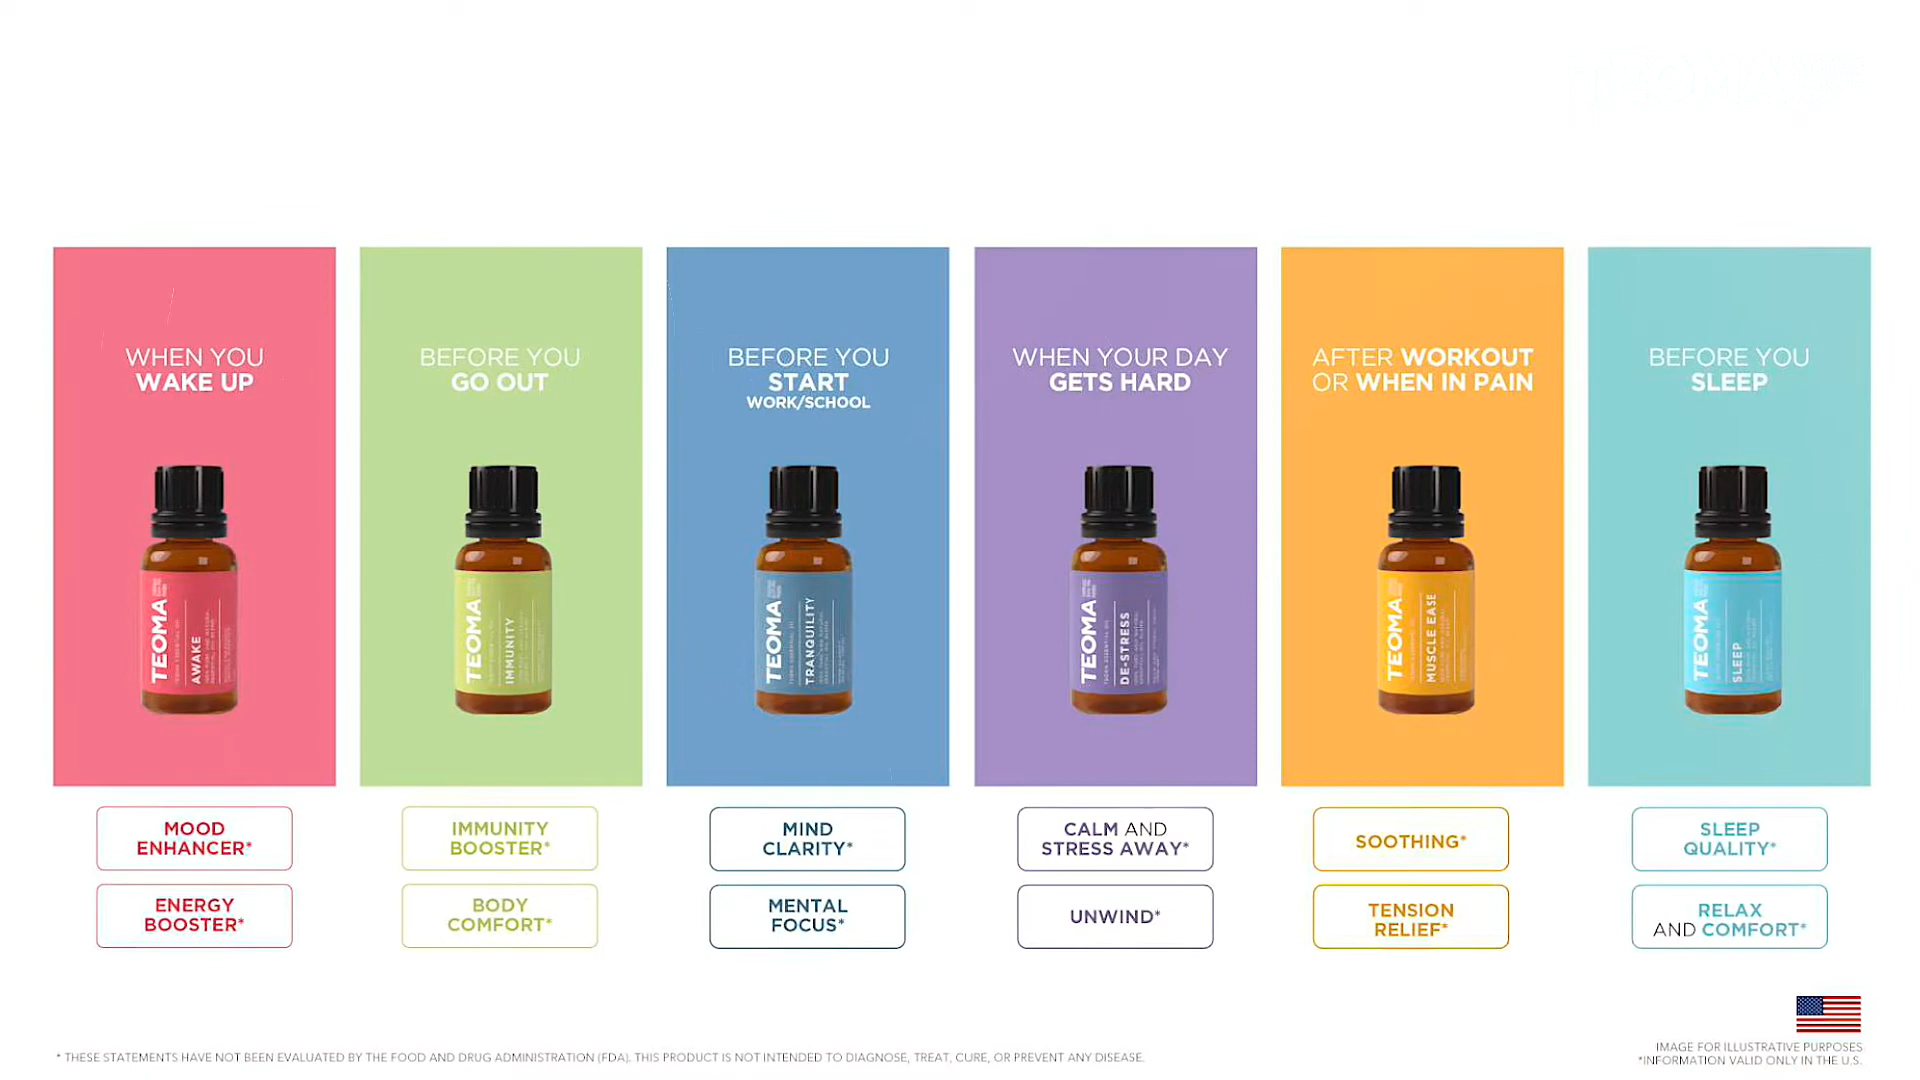 WHEN YOU
WAKE UP
BEFORE YOU
GO OUT
BEFORE YOU
START
WORK/SCHOOL
WHEN YOUR DAY
GETS HARD
AFTER WORKOUT
OR WHEN IN PAIN
BEFORE YOU
SLEEP
TEOMA
AWAKE
TEOMA
IMMUNITY
TEOMA
TRANQUILITY
TEOMA
DE-STRESS
TEOMA
MUSCLE EASE
TEOMA
SLEEP
MOOD
ENHANCER*
ENERGY
BOOSTER*
IMMUNITY
BOOSTER*
BODY
COMFORT*
MIND
CLARITY*
MENTAL
FOCUS*
CALM AND
STRESS AWAY*
UNWIND*
SOOTHING*
TENSION
RELIEF*
SLEEP
QUALITY*
RELAX
AND COMFORT*
* THESE STATEMENTS HAVE NOT BEEN EVALUATED BY THE FOOD AND DRUG ADMINISTRATION (FDA). THIS PRODUCT IS NOT INTENDED TO DIAGNOSE, TREAT, CURE, OR PREVENT ANY DISEASE.
IMAGE FOR ILLUSTRATIVE PURPOSES
*INFORMATION VALID ONLY IN THE U.S.